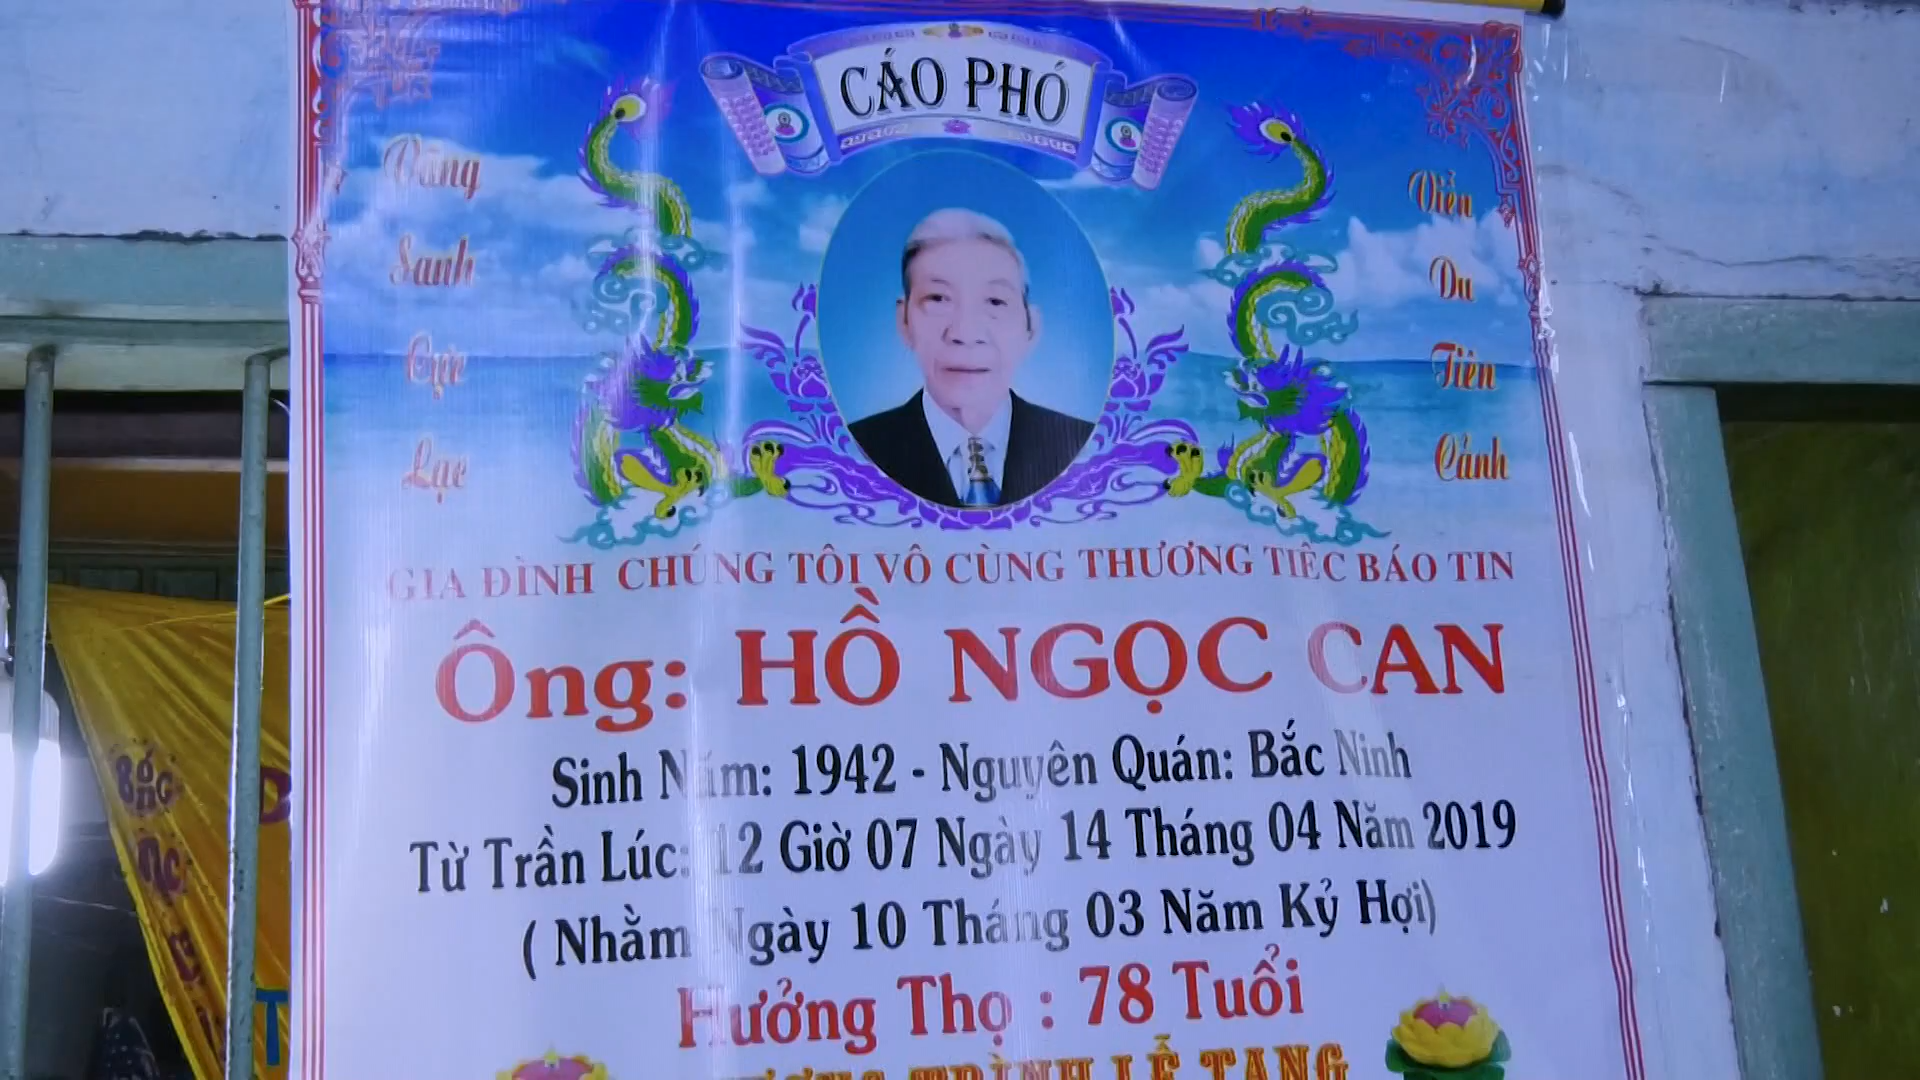 CÁO PHÓ
Vãng
Sanh
Cực
Lạc
Viễn
Du
Tiên
Cảnh
GIA ĐÌNH CHÚNG TÔI VÔ CÙNG THƯƠNG TIẾC BÁO TIN
Ông: HỒ NGỌC CAN
Sinh Năm: 1942 - Nguyên Quán: Bắc Ninh
Từ Trần Lúc: 12 Giờ 07 Ngày 14 Tháng 04 Năm 2019
( Nhằm Ngày 10 Tháng 03 Năm Kỷ Hợi)
Hưởng Thọ : 78 Tuổi
TRÌNH LỄ TANG